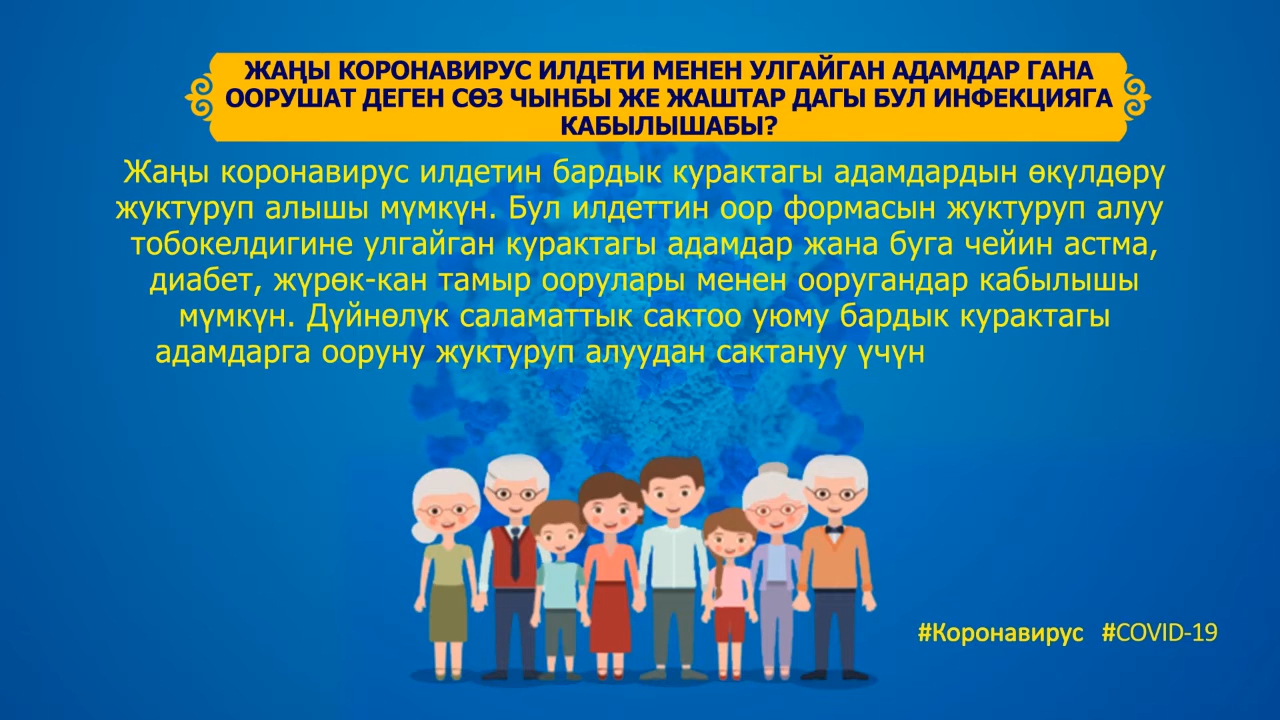 ЖАҢЫ КОРОНАВИРУС ИЛДЕТИ МЕНЕН УЛГАЙГАН АДАМДАР ГАНА
ООРУШАТ ДЕГЕН СӨЗ ЧЫНБЫ ЖЕ ЖАШТАР ДАГЫ БУЛ ИНФЕКЦИЯГА
КАБЫЛЫШАБЫ?
Жаңы коронавирус илдетин бардык курактагы адамдардын өкүлдөрү
жуктуруп алышы мүмкүн. Бул илдеттин оор формасын жуктуруп алуу
тобокелдигине улгайган курактагы адамдар жана буга чейин астма,
диабет, жүрөк-кан тамыр оорулары менен ооругандар кабылышы
мүмкүн. Дүйнөлүк саламаттык сактоо уюму бардык курактагы
адамдарга ооруну жуктуруп алуудан сактануу үчүн
#Коронавирус #COVID-19